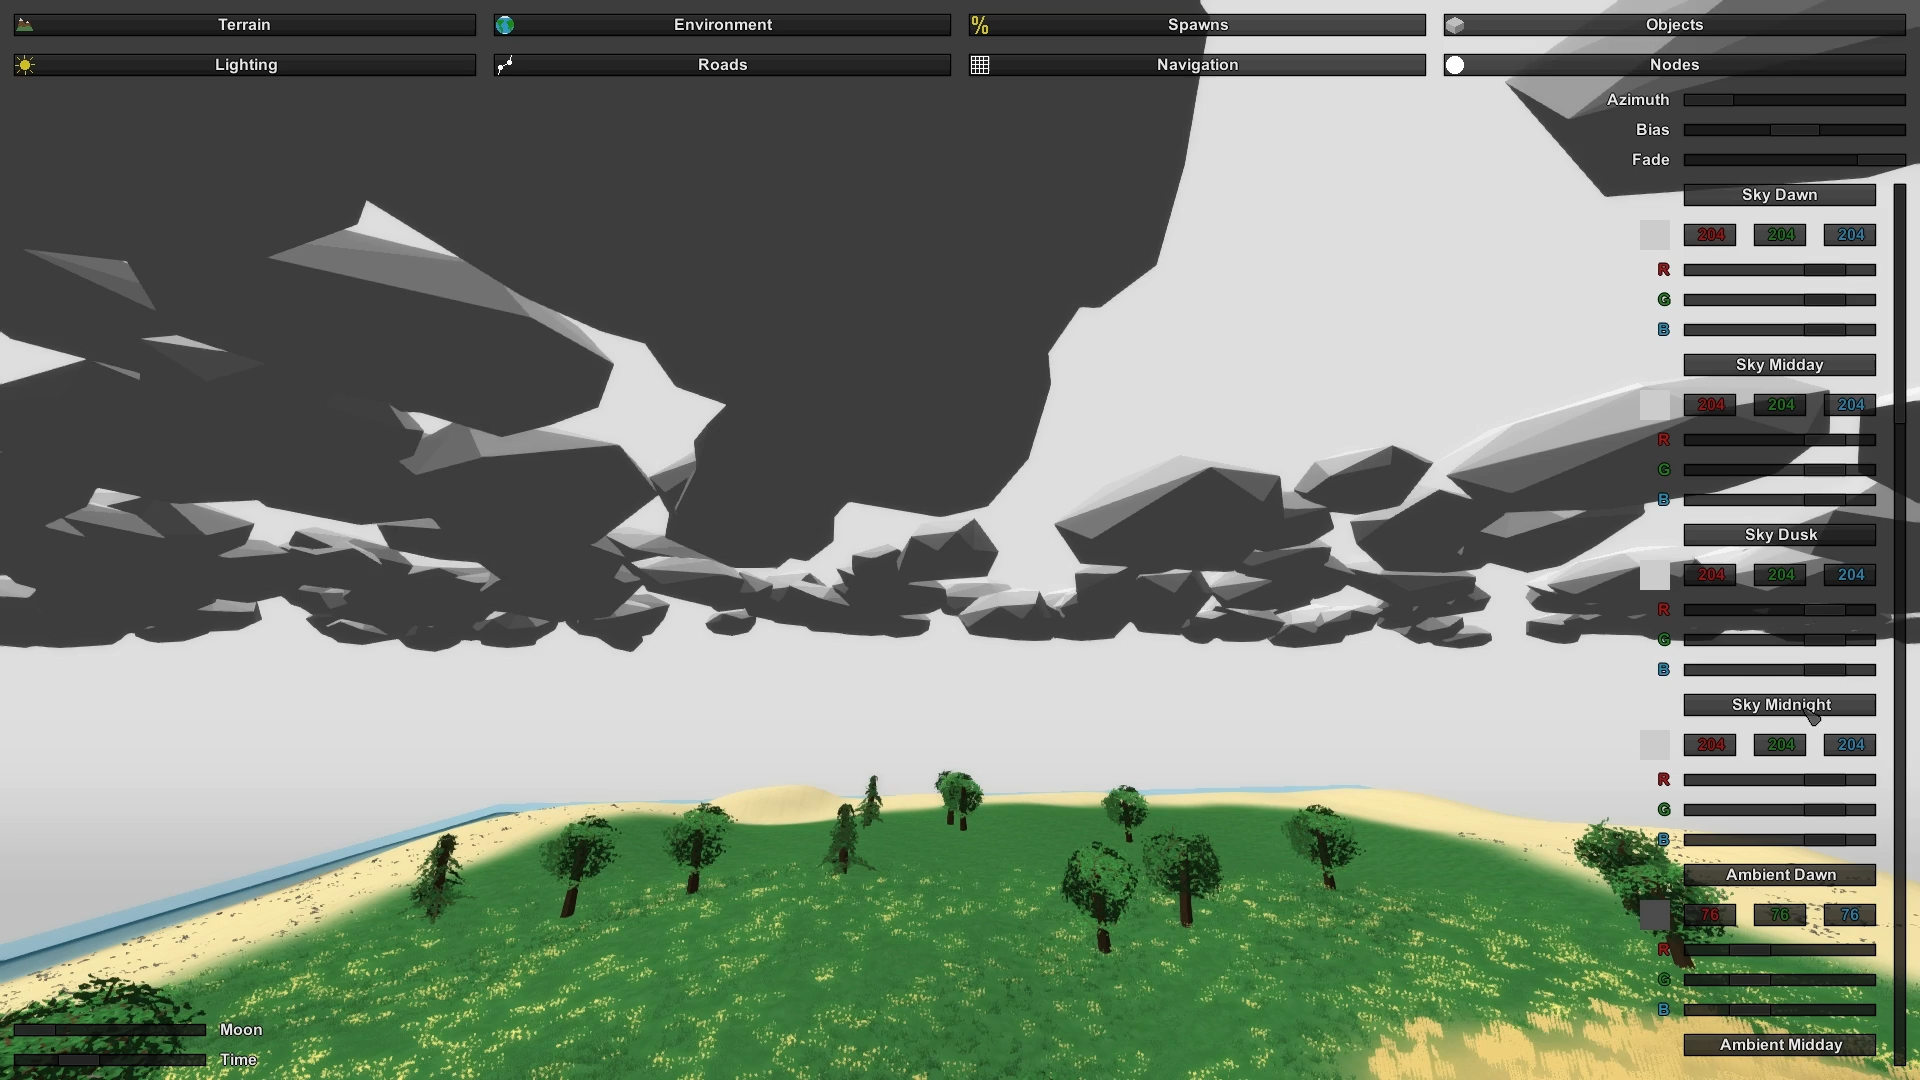 Terrain
Environment
Spawns
Objects
Lighting
Roads
Navigation
Nodes
Azimuth
Bias
Fade
Sky Dawn
204 204 204
R
G
B
Sky Midday
204 204 204
R
G
B
Sky Dusk
204 204 204
R
G
B
Sky Midnight
204 204 204
R
G
B
Ambient Dawn
76 76 76
R
G
B
Ambient Midday
Moon
Time